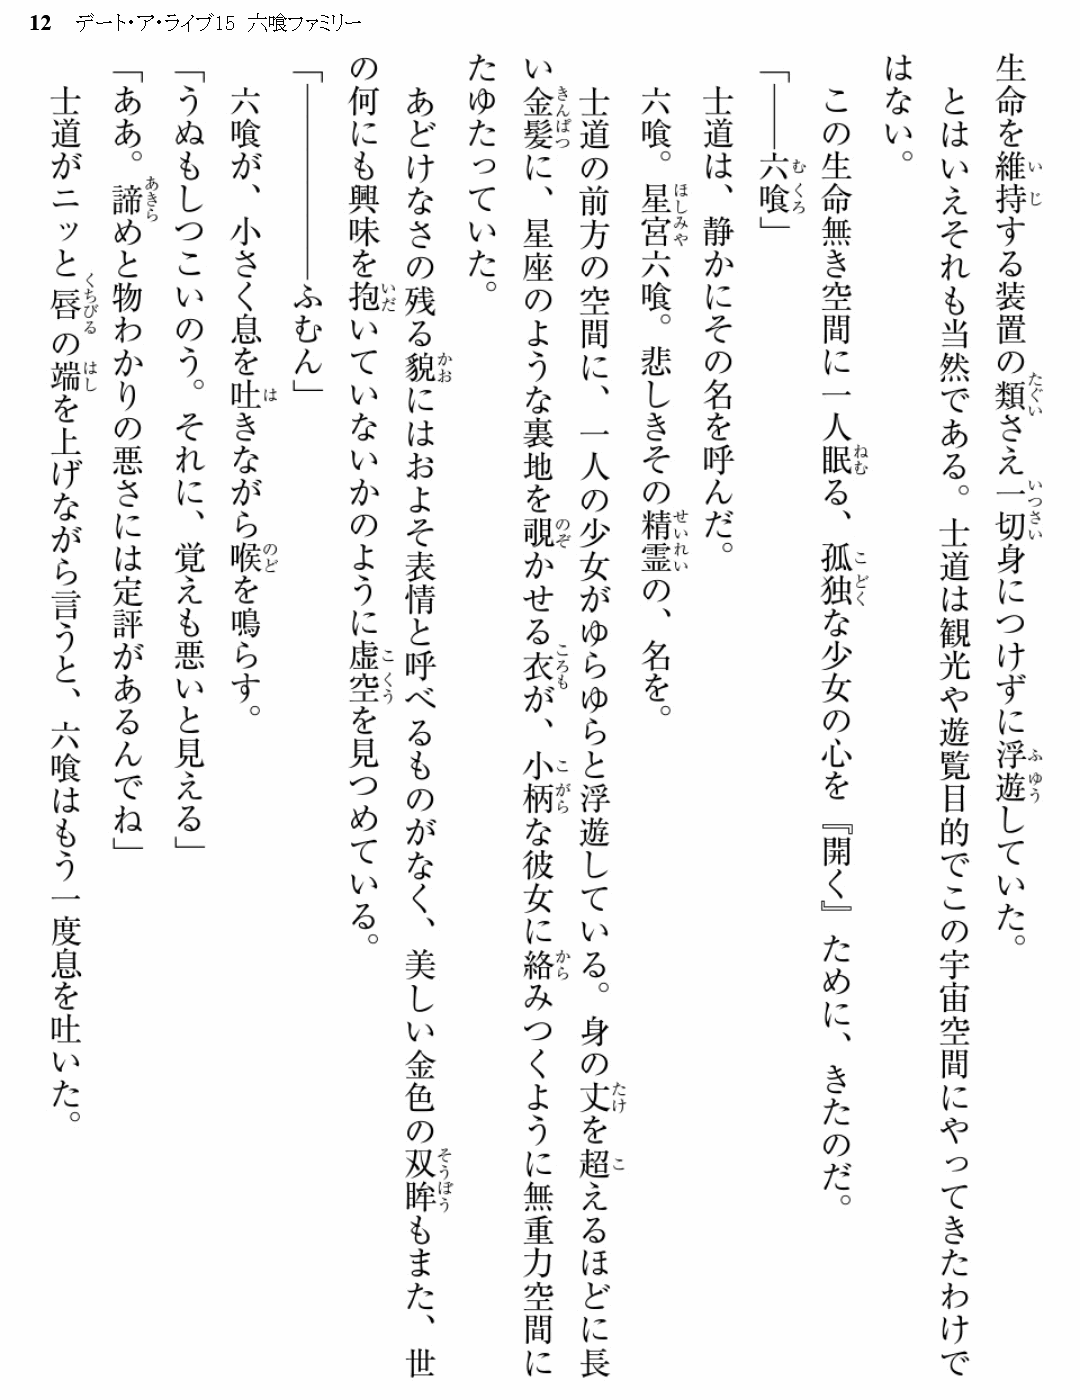 12 デート・ア・ライブ15 六喰ファミリー
生命を維持する装置の類さえ一切身につけずに浮遊していた。
とはいえそれも当然である。士道は観光や遊覧目的でこの宇宙空間にやってきたわけで
はない。
この生命無き空間に一人眠る、孤独な少女の心を『開く』ために、きたのだ。
「――六喰」
士道は、静かにその名を呼んだ。
六喰。星宮六喰。悲しきその精霊の、名を。
士道の前方の空間に、一人の少女がゆらゆらと浮遊している。身の丈を超えるほどに長
い金髪に、星座のような裏地を覗かせる衣が、小柄な彼女に絡みつくように無重力空間に
たゆたっていた。
あどけなさの残る貌にはおよそ表情と呼べるものがなく、美しい金色の双眸もまた、世
の何にも興味を抱いていないかのように虚空を見つめている。
「――――――ふむん」
六喰が、小さく息を吐きながら喉を鳴らす。
「うぬもしつこいのう。それに、覚えも悪いと見える」
「ああ。諦めと物わかりの悪さには定評があるんでね」
士道がニッと唇の端を上げながら言うと、六喰はもう一度息を吐いた。